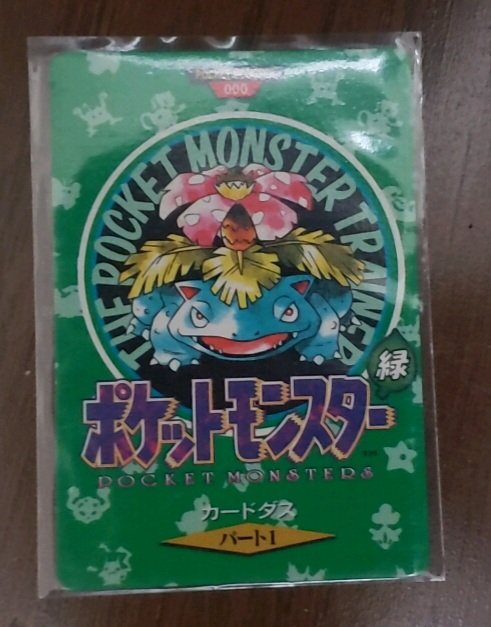 000
THE POCKET MONSTER TRAINER
緑
ポケットモンスター
POCKET MONSTERS
カードダス
パート1